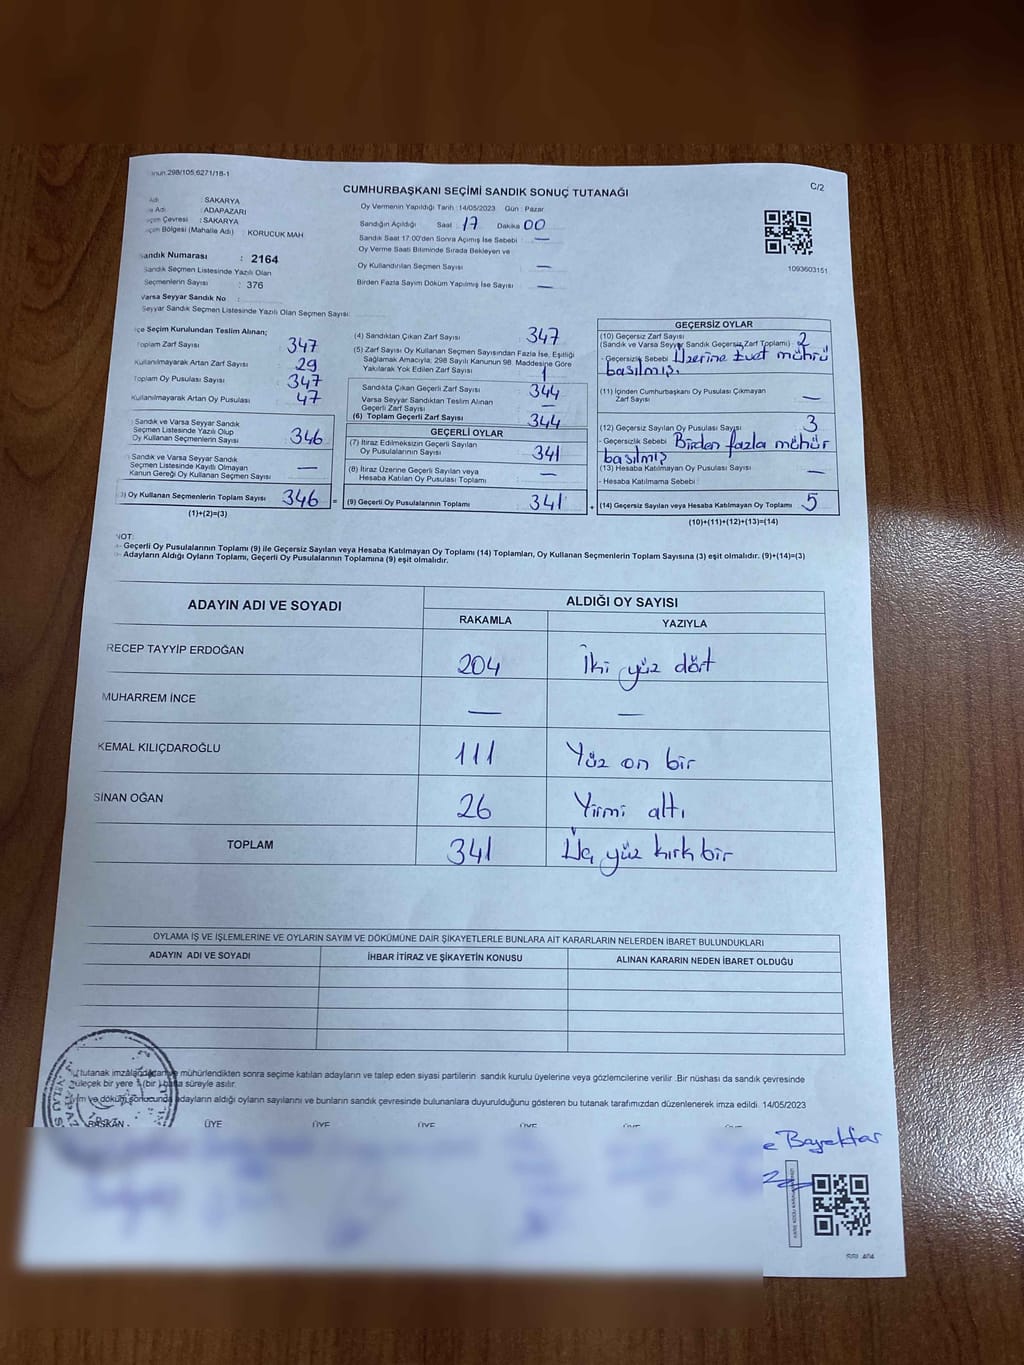 anun.298/105,6271/18-1
CUMHURBAŞKANI SEÇİMİ SANDIK SONUÇ TUTANAĞI
C/2
Oy Vermenin Yapıldığı Tarih :14/05/2023 Gün : Pazar
Adı : SAKARYA
Adı : ADAPAZARI
Çevresi : SAKARYA
Bölgesi (Mahalle Adı) : KORUCUK MAH
Sandığın Açıldığı Saat : 17 Dakika 00
Sandık Saat 17:00'den Sonra Açımış İse Sebebi : —
Oy Verme Saati Bitiminde Sırada Bekleyen ve
Oy Kullandırılan Seçmen Sayısı —
Birden Fazla Sayım Döküm Yapılmış İse Sayısı : —
1093603151
Sandık Numarası : 2164
Sandık Seçmen Listesinde Yazılı Olan
Seçmenlerin Sayısı : 376
Varsa Seyyar Sandık No :
Seyyar Sandık Seçmen Listesinde Yazılı Olan Seçmen Sayısı:
İlçe Seçim Kurulundan Teslim Alınan;
Toplam Zarf Sayısı 347
Kullanılmayarak Artan Zarf Sayısı 29
Toplam Oy Pusulası Sayısı 347
Kullanılmayarak Artan Oy Pusulası 47
Sandık ve Varsa Seyyar Sandık
Seçmen Listesinde Yazılı Olup
Oy Kullanan Seçmenlerin Sayısı 346
Sandık ve Varsa Seyyar Sandık
Seçmen Listesinde Kayıtlı Olmayan
Kanun Gereği Oy Kullanan Seçmen Sayısı —
) Oy Kullanan Seçmenlerin Toplam Sayısı 346 =
(1)+(2)=(3)
(4) Sandıktan Çıkan Zarf Sayısı 347
(5) Zarf Sayısı Oy Kullanan Seçmen Sayısından Fazla İse, Eşitliği
Sağlamak Amacıyla; 298 Sayılı Kanunun 98. Maddesine Göre
Yakılarak Yok Edilen Zarf Sayısı 1
Sandıkta Çıkan Geçerli Zarf Sayısı 344
Varsa Seyyar Sandıktan Teslim Alınan
Geçerli Zarf Sayısı —
(6) Toplam Geçerli Zarf Sayısı 344
GEÇERLİ OYLAR
(7) İtiraz Edilmeksizin Geçerli Sayılan
Oy Pusulasının Sayısı 341
(8) İtiraz Üzerine Geçerli Sayılan veya
Hesaba Katılan Oy Pusulası Toplamı —
(9) Geçerli Oy Pusulalarının Toplamı 341 +
GEÇERSİZ OYLAR
(10) Geçersiz Zarf Sayısı 2
(Sandık ve Varsa Seyyar Sandık Geçersiz Zarf Toplamı) :
- Geçersizlik Sebebi : Üzerine Evet mührü
basılmış.
(11) İçinden Cumhurbaşkanı Oy Pusulası Çıkmayan
Zarf Sayısı —
(12) Geçersiz Sayılan Oy Pusulası Sayısı 3
- Geçersizlik Sebebi : Birden fazla mühür
basılmış
(13) Hesaba Katılmayan Oy Pusulası Sayısı —
- Hesaba Katılmama Sebebi :
(14) Geçersiz Sayılan veya Hesaba Katılmayan Oy Toplamı 5
(10)+(11)+(12)+(13)=(14)
NOT:
Geçerli Oy Pusulalarının Toplamı (9) ile Geçersiz Sayılan veya Hesaba Katılmayan Oy Toplamı (14) Toplamları, Oy Kullanan Seçmenlerin Toplam Sayısına (3) eşit olmalıdır. (9)+(14)=(3)
Adayların Aldığı Oyların Toplamı, Geçerli Oy Pusulalarının Toplamına (9) eşit olmalıdır.
ADAYIN ADI VE SOYADI ALDIĞI OY SAYISI
RAKAMLA YAZIYLA
RECEP TAYYİP ERDOĞAN 204 İki yüz dört
MUHARREM İNCE — —
KEMAL KILIÇDAROĞLU 111 Yüz on bir
SİNAN OĞAN 26 Yirmi altı
TOPLAM 341 Üç yüz kırk bir
OYLAMA İŞ VE İŞLEMLERİNE VE OYLARIN SAYIM VE DÖKÜMÜNE DAİR ŞİKAYETLERLE BUNLARA AİT KARARLARIN NELERDEN İBARET BULUNDUKLARI
ADAYIN ADI VE SOYADI İHBAR İTİRAZ VE ŞİKAYETİN KONUSU ALINAN KARARIN NEDEN İBARET OLDUĞU
tutanak imzalandıktan ve mühürlendikten sonra seçime katılan adayların ve talep eden siyasi partilerin sandık kurulu üyelerine veya gözlemcilerine verilir .Bir nüshası da sandık çevresinde
bir yere 1 (bir ) hafta süreyle asılır.
ve döküm sonucunda adayların aldığı oyların sayılarını ve bunların sandık çevresinde bulunanlara duyurulduğunu gösteren bu tutanak tarafımızdan düzenlenerek imza edildi. 14/05/2023
BAŞKAN ÜYE ÜYE ÜYE ÜYE ÜYE ÜYE
e Bayraktar